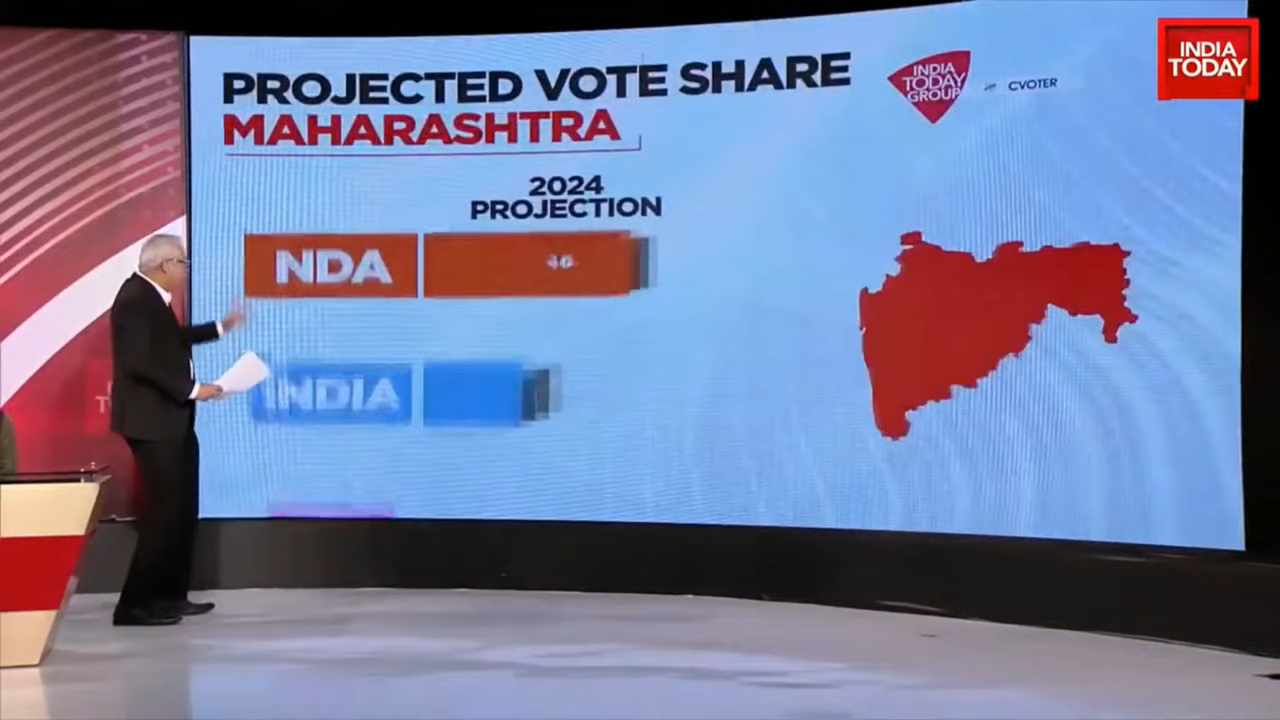 PROJECTED VOTE SHARE
MAHARASHTRA
INDIA
TODAY
GROUP
CVOTER
INDIA
TODAY
2024
PROJECTION
NDA
INDIA